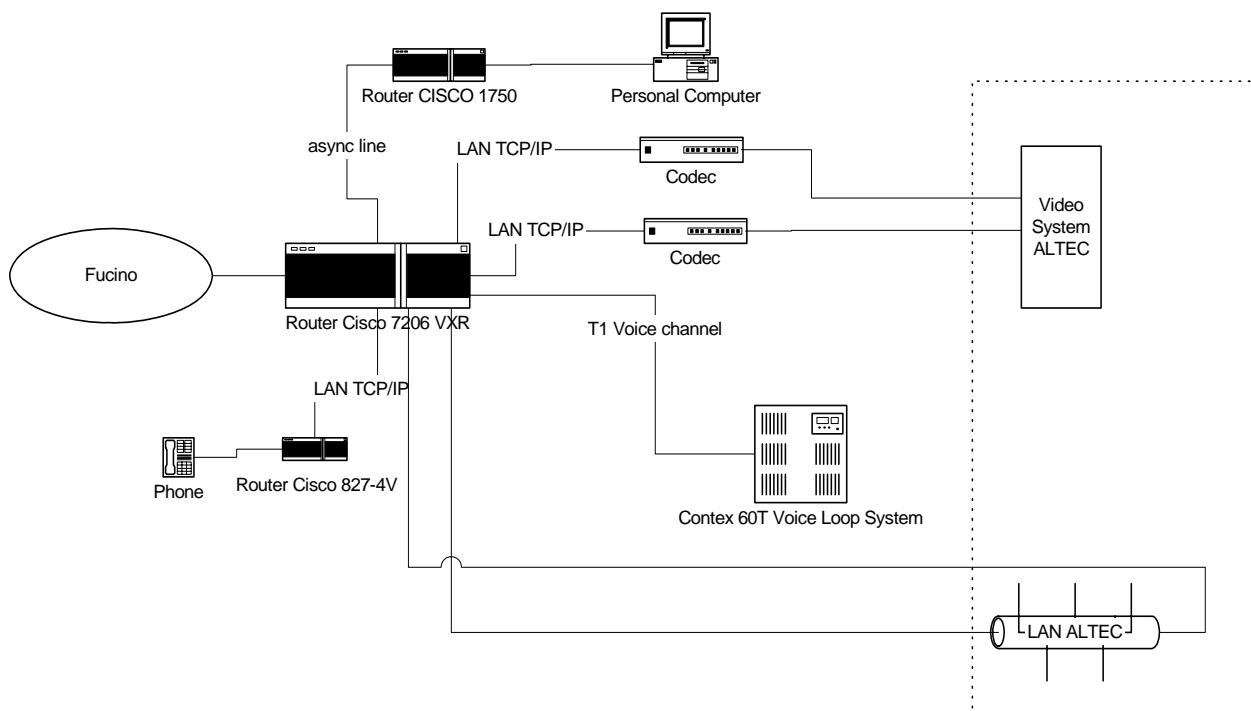 Router CISCO 1750
Personal Computer
async line
LAN TCP/IP
Codec
Video
System
ALTEC
LAN TCP/IP
Codec
Fucino
Router Cisco 7206 VXR
T1 Voice channel
LAN TCP/IP
Phone
Router Cisco 827-4V
Contex 60T Voice Loop System
LAN ALTEC